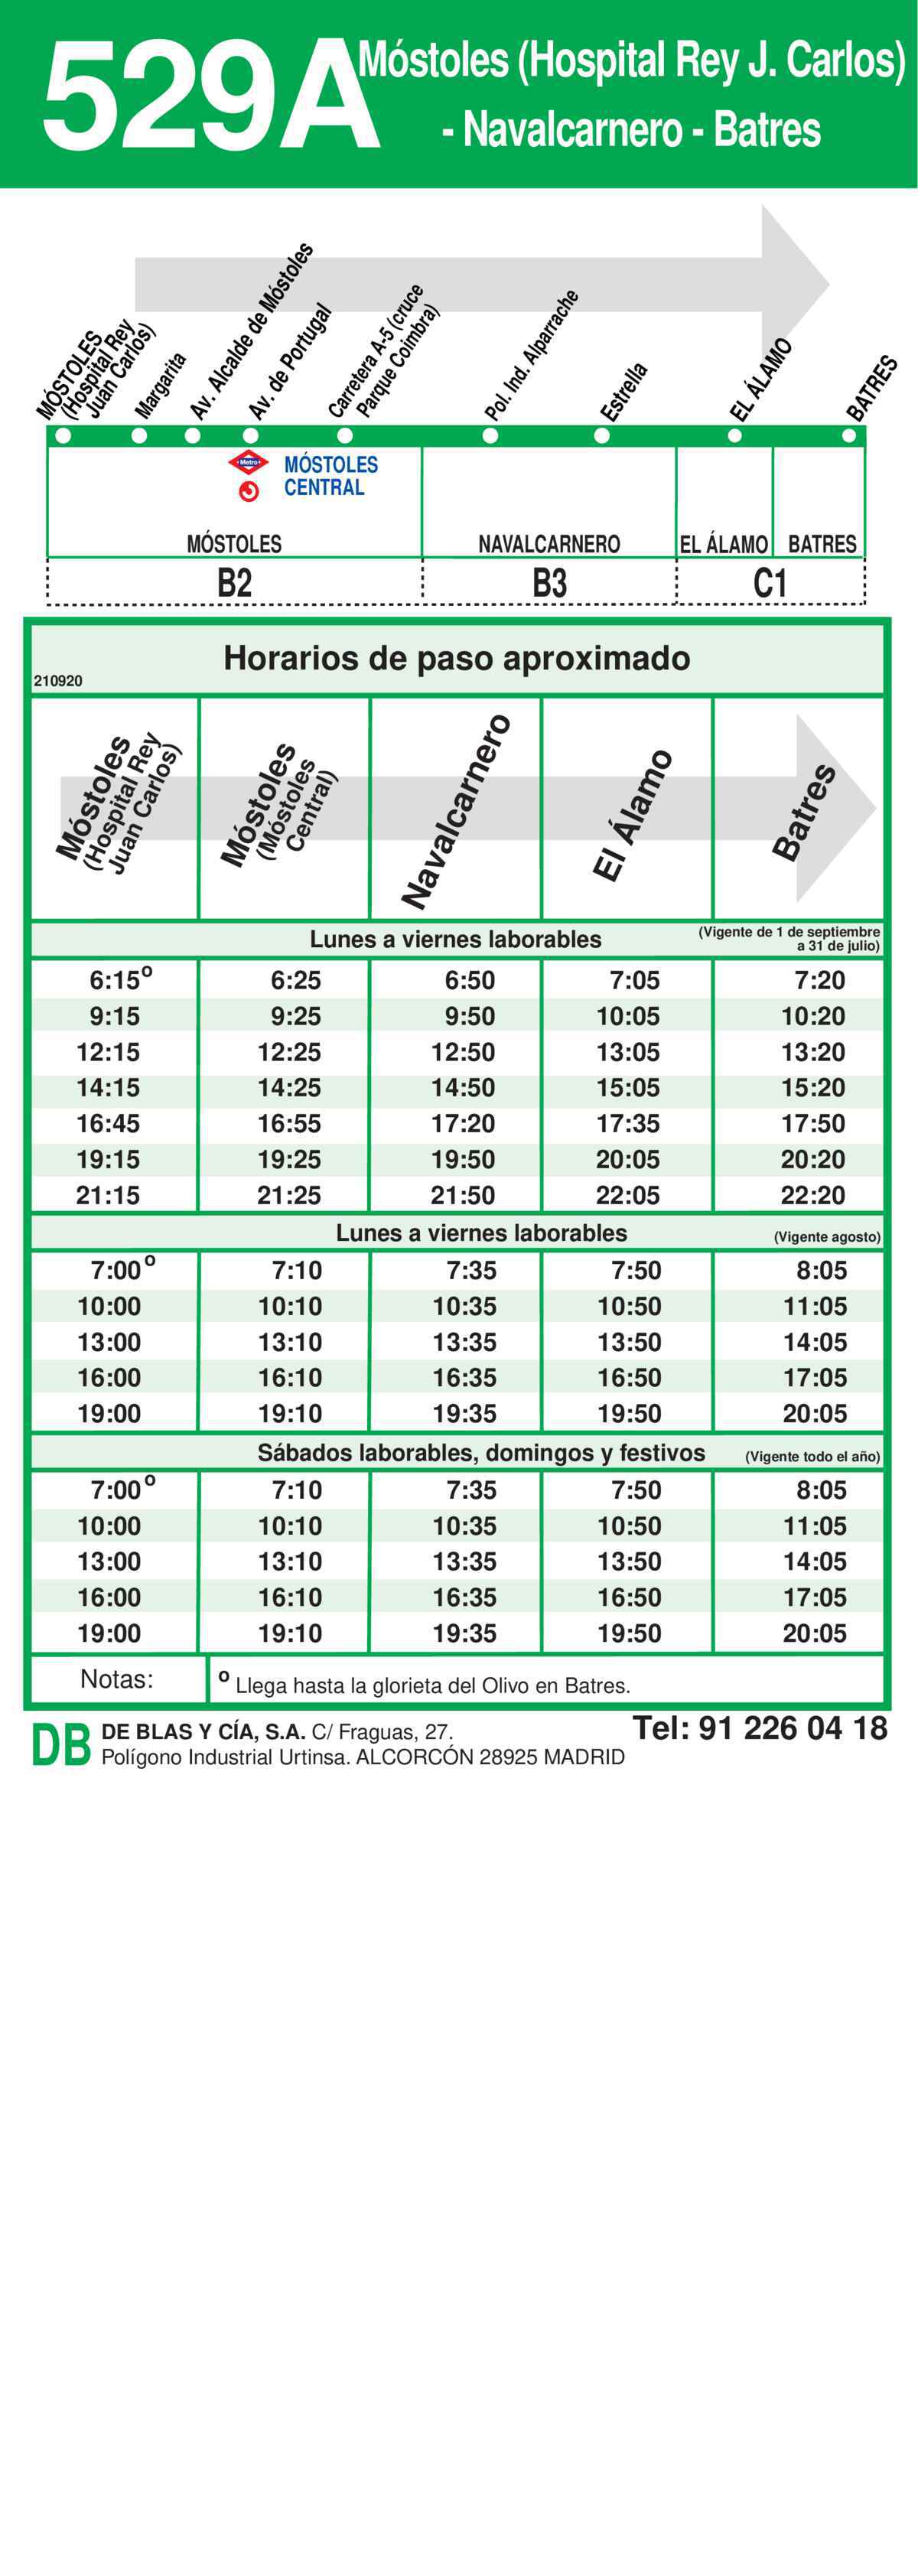 529A
Móstoles (Hospital Rey J. Carlos)
- Navalcarnero - Batres
MÓSTOLES
(Hospital Rey
Juan Carlos)
Margarita
Av. Alcalde de Móstoles
Av. de Portugal
Carretera A-5 (cruce
Parque Coimbra)
Pol. Ind. Alparrache
Estrella
EL ÁLAMO
BATRES
Metro
MÓSTOLES
CENTRAL
MÓSTOLES NAVALCARNERO EL ÁLAMO BATRES
B2 B3 C1
Horarios de paso aproximado
210920
Móstoles
(Hospital Rey
Juan Carlos)
Móstoles
(Móstoles
Central)
Navalcarnero
El Álamo
Batres
Lunes a viernes laborables
(Vigente de 1 de septiembre
a 31 de julio)
6:15º 6:25 6:50 7:05 7:20
9:15 9:25 9:50 10:05 10:20
12:15 12:25 12:50 13:05 13:20
14:15 14:25 14:50 15:05 15:20
16:45 16:55 17:20 17:35 17:50
19:15 19:25 19:50 20:05 20:20
21:15 21:25 21:50 22:05 22:20
Lunes a viernes laborables (Vigente agosto)
7:00º 7:10 7:35 7:50 8:05
10:00 10:10 10:35 10:50 11:05
13:00 13:10 13:35 13:50 14:05
16:00 16:10 16:35 16:50 17:05
19:00 19:10 19:35 19:50 20:05
Sábados laborables, domingos y festivos (Vigente todo el año)
7:00º 7:10 7:35 7:50 8:05
10:00 10:10 10:35 10:50 11:05
13:00 13:10 13:35 13:50 14:05
16:00 16:10 16:35 16:50 17:05
19:00 19:10 19:35 19:50 20:05
Notas: º Llega hasta la glorieta del Olivo en Batres.
DB
DE BLAS Y CÍA, S.A. C/ Fraguas, 27.
Polígono Industrial Urtinsa. ALCORCÓN 28925 MADRID
Tel: 91 226 04 18